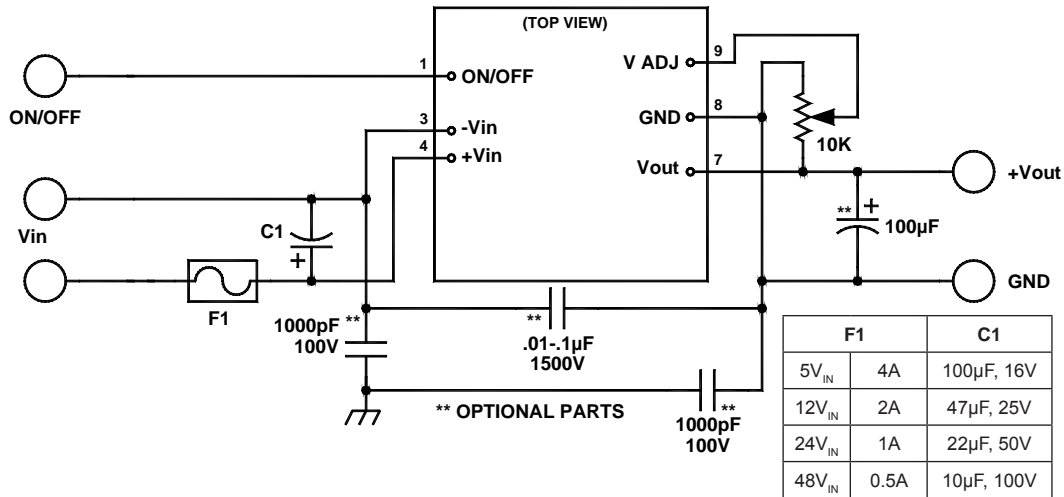 (TOP VIEW)
1
ON/OFF
ON/OFF
9
V ADJ
8
GND
10K
3
-Vin
4
+Vin
7
Vout
+Vout
Vin
C1
+
** +
100µF
F1
GND
1000pF **
100V
**
.01-.1µF
1500V
** OPTIONAL PARTS
**
1000pF
100V
F1 C1
5VIN 4A 100µF, 16V
12VIN 2A 47µF, 25V
24VIN 1A 22µF, 50V
48VIN 0.5A 10µF, 100V